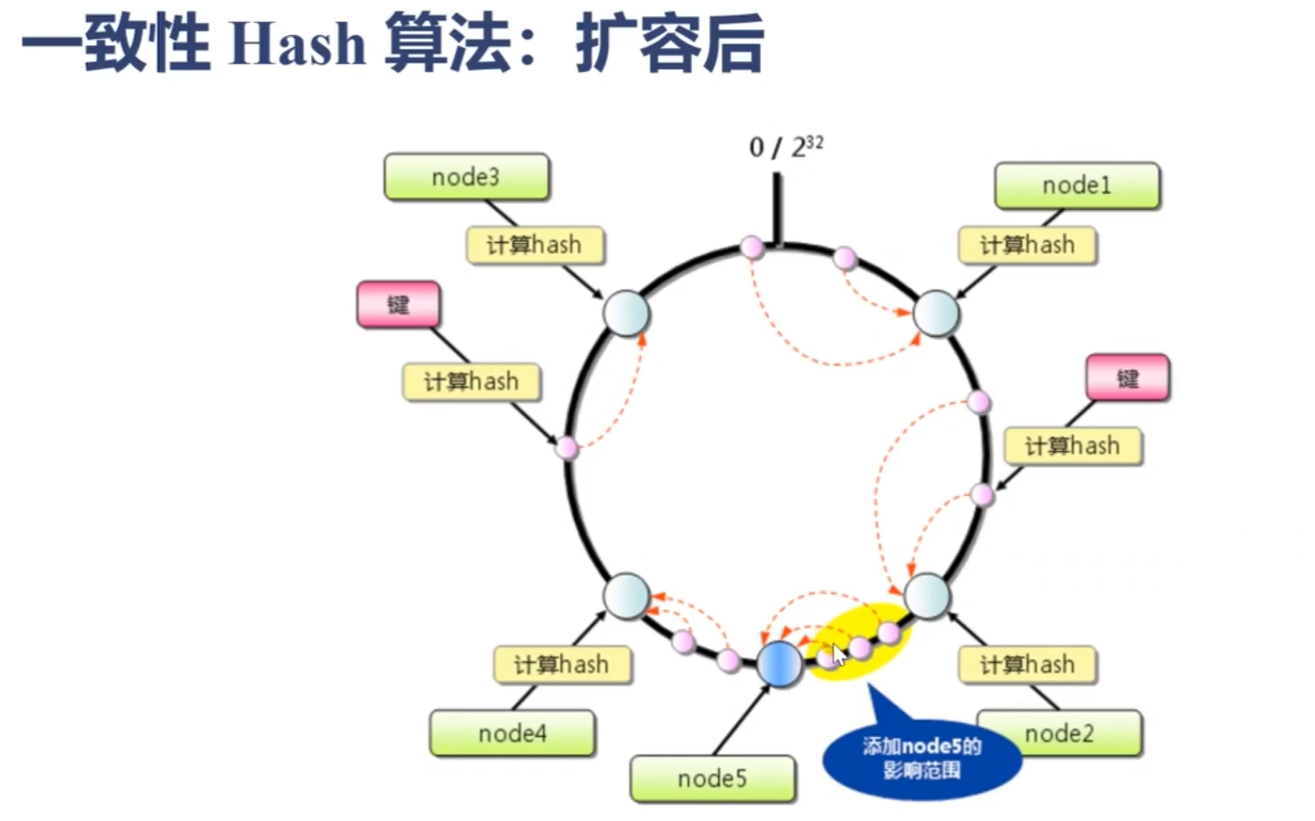 一致性 Hash 算法：扩容后
0 / 2³²
node3
node1
计算hash
计算hash
键
计算hash
键
计算hash
计算hash
计算hash
node4
node2
添加node5的
影响范围
node5